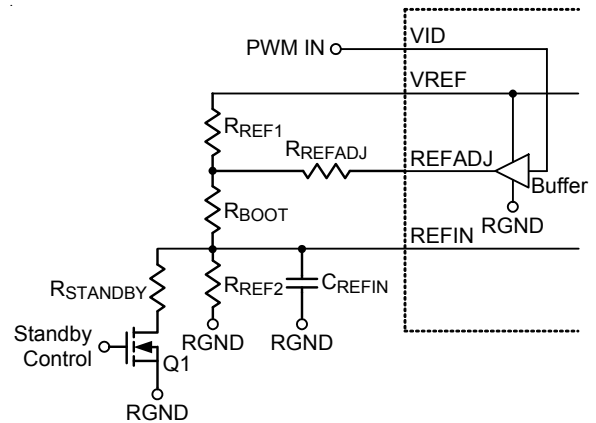 VID
PWM IN
VREF
RREF1
RREFADJ
REFADJ
Buffer
RBOOT
RGND
REFIN
RSTANDBY
RREF2
CREFIN
Standby
Control
Q1
RGND
RGND
RGND